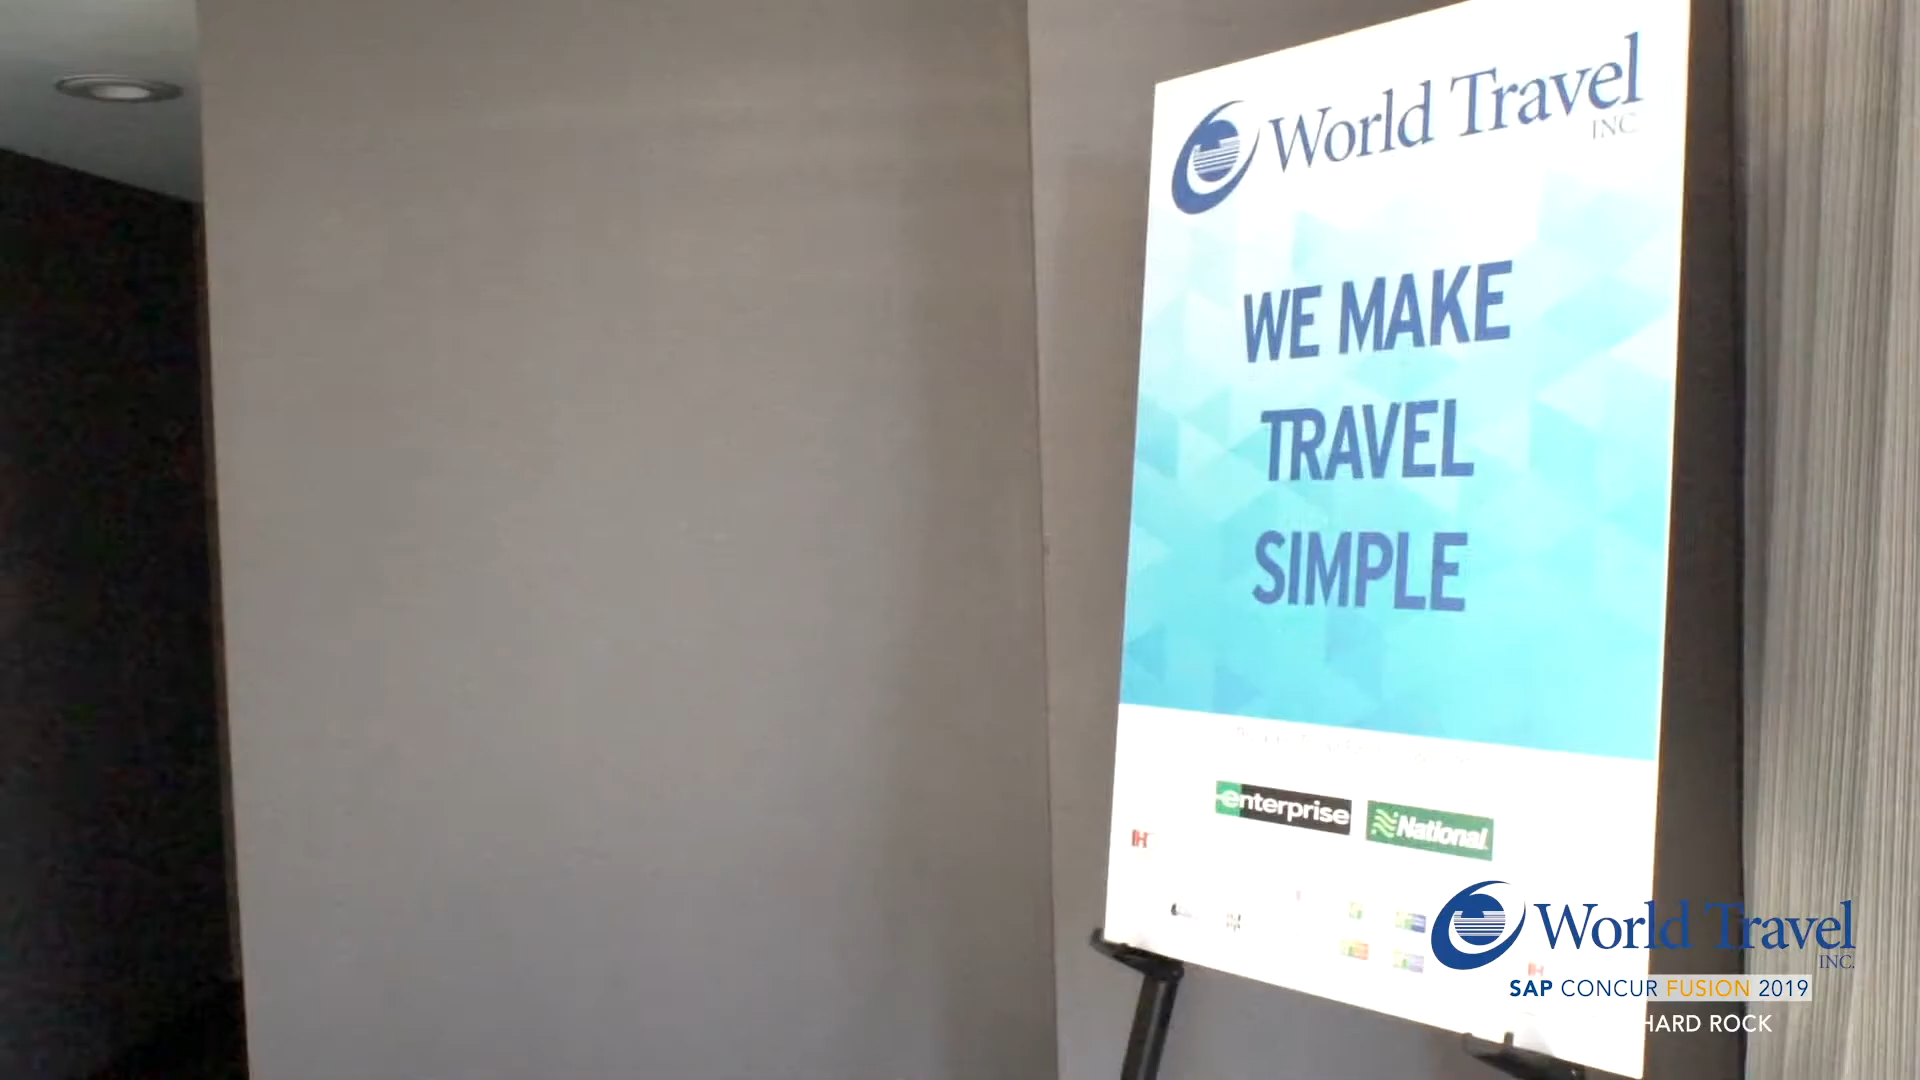 World Travel
INC.
WE MAKE
TRAVEL
SIMPLE
enterprise
National
World Travel
INC.
SAP CONCUR FUSION 2019
HARD ROCK